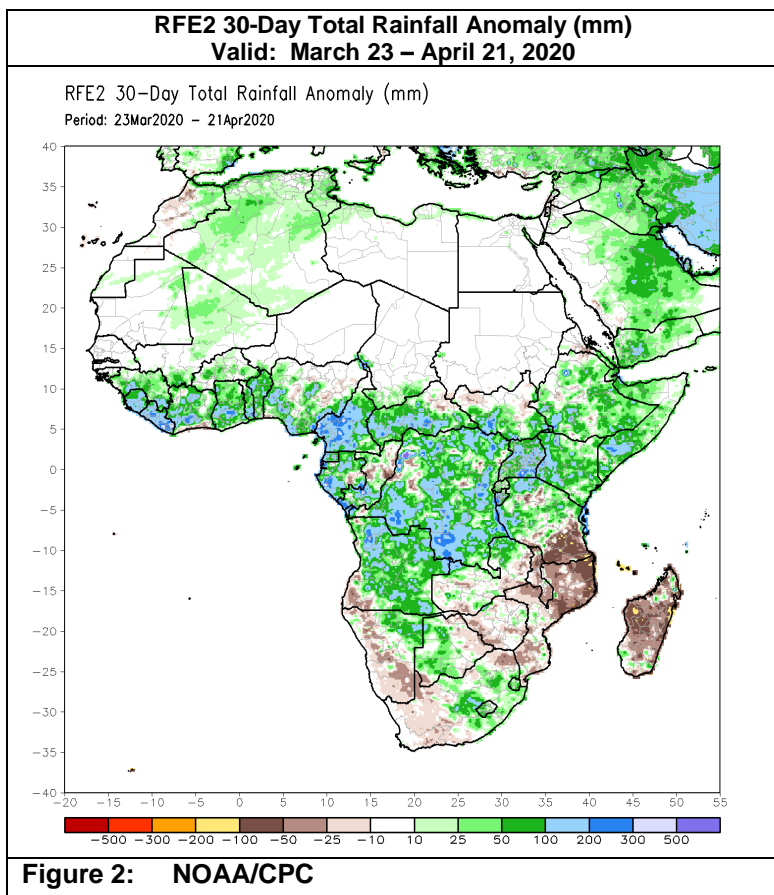 RFE2 30-Day Total Rainfall Anomaly (mm)
Valid: March 23 – April 21, 2020
RFE2 30-Day Total Rainfall Anomaly (mm)
Period: 23Mar2020 – 21Apr2020
40
35
30
25
20
15
10
5
0
-5
-10
-15
-20
-25
-30
-35
-40
-20 -15 -10 -5 0 5 10 15 20 25 30 35 40 45 50 55
-500 -300 -200 -100 -50 -25 -10 10 25 50 100 200 300 500
Figure 2: NOAA/CPC